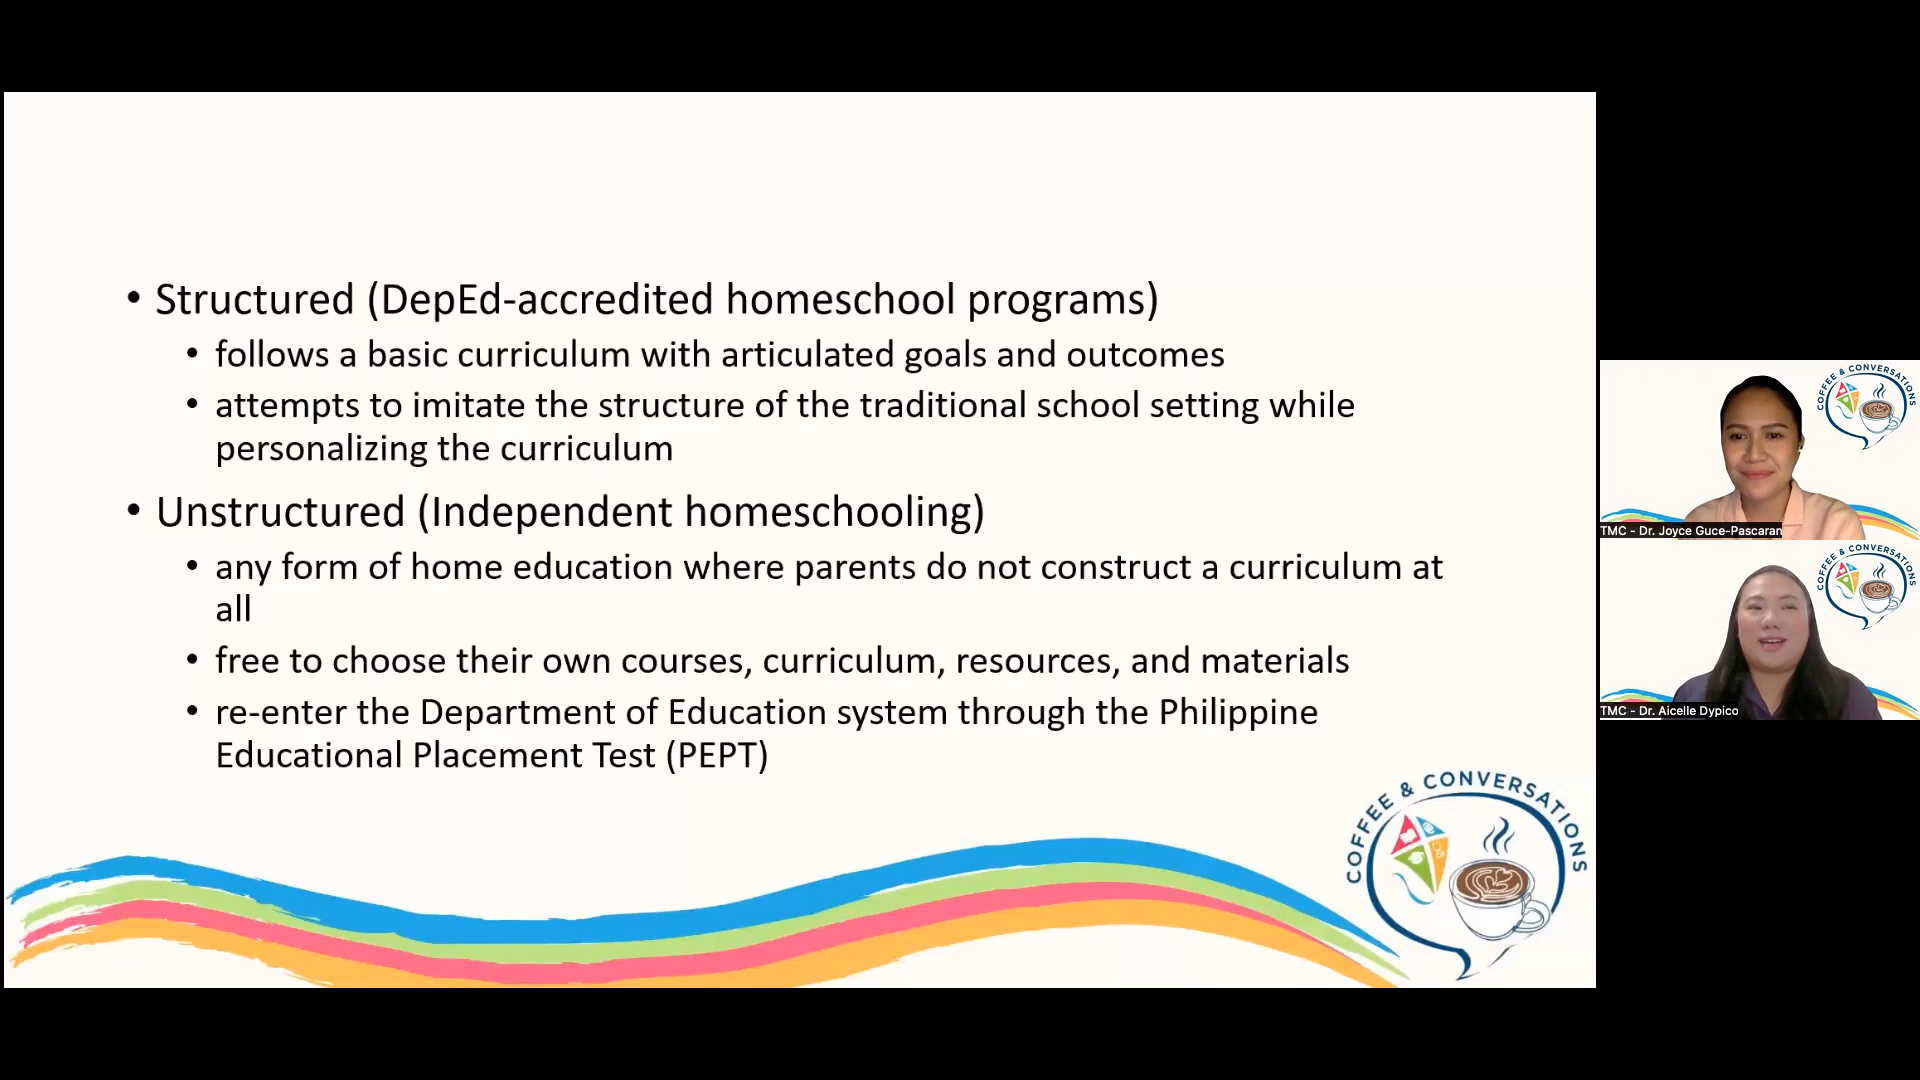 • Structured (DepEd-accredited homeschool programs)
• follows a basic curriculum with articulated goals and outcomes
• attempts to imitate the structure of the traditional school setting while
personalizing the curriculum
• Unstructured (Independent homeschooling)
• any form of home education where parents do not construct a curriculum at
all
• free to choose their own courses, curriculum, resources, and materials
• re-enter the Department of Education system through the Philippine
Educational Placement Test (PEPT)
COFFEE & CONVERSATIONS
COFFEE & CONVERSATIONS
TMC - Dr. Joyce Guce-Pascaran
COFFEE & CONVERSATIONS
TMC - Dr. Aicelle Dypico